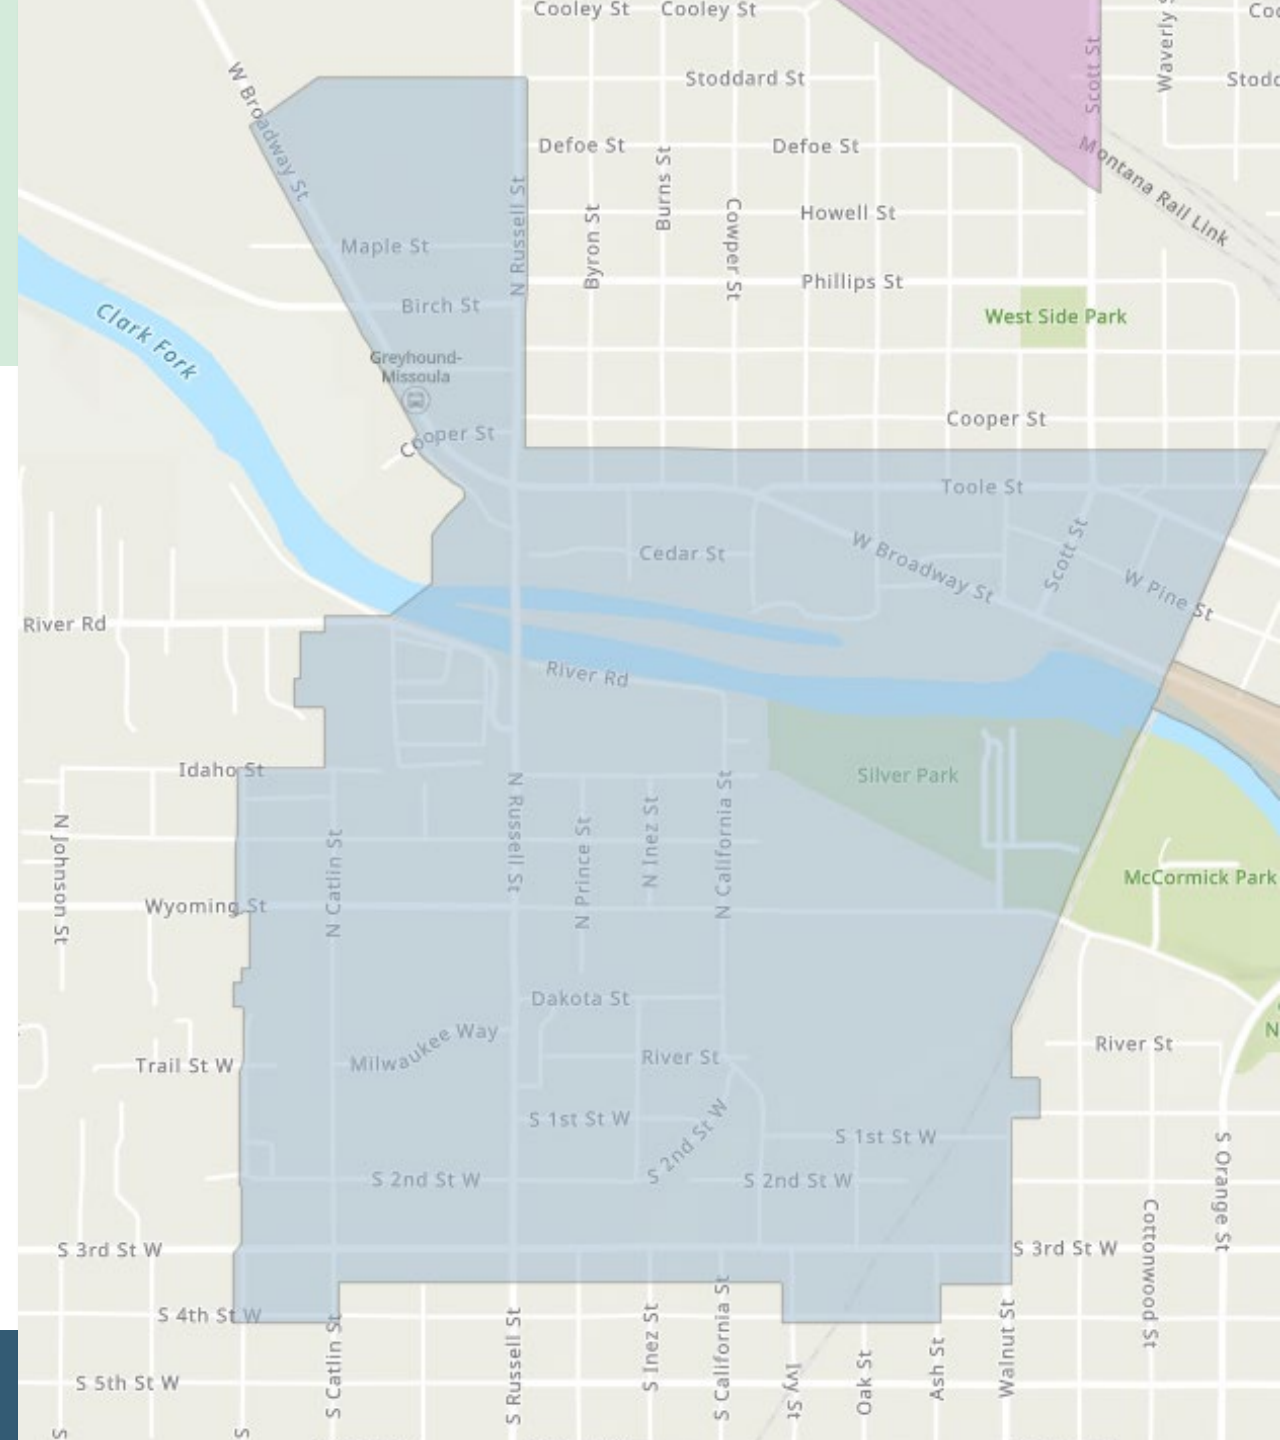 Cooley St
Cooley St
Coo
W Broadway St
Stoddard St
Scott St
Waverly S
Stodd
Defoe St
Defoe St
Montana Rail Link
N Russell St
Byron St
Burns St
Cowper St
Howell St
Maple St
Phillips St
Birch St
West Side Park
Clark Fork
Greyhound-
Missoula
Cooper St
Cooper St
Toole St
Cedar St
W Broadway St
Scott St
W Pine St
River Rd
River Rd
Idaho St
Silver Park
N Johnson St
N Catlin St
N Russell St
N Prince St
N Inez St
N California St
McCormick Park
Wyoming St
Dakota St
N
Milwaukee Way
River St
River St
Trail St W
S 1st St W
S 2nd St W
S 1st St W
S 2nd St W
S 2nd St W
S Orange St
Cottonwood St
S 3rd St W
S 3rd St W
S 4th St W
S Catlin St
S Russell St
S Inez St
S California St
Ivy St
Oak St
Ash St
Walnut St
S 5th St W
S
S